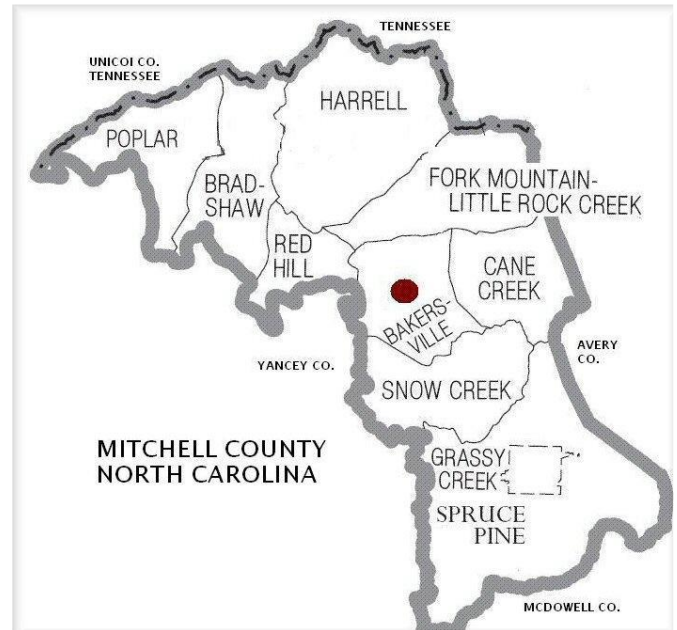 TENNESSEE
UNICOI CO.
TENNESSEE
HARRELL
POPLAR
BRAD-
SHAW
FORK MOUNTAIN-
LITTLE ROCK CREEK
RED
HILL
CANE
CREEK
BAKERS-
VILLE
AVERY
CO.
YANCEY CO.
SNOW CREEK
MITCHELL COUNTY
NORTH CAROLINA
GRASSY
CREEK
SPRUCE
PINE
MCDOWELL CO.